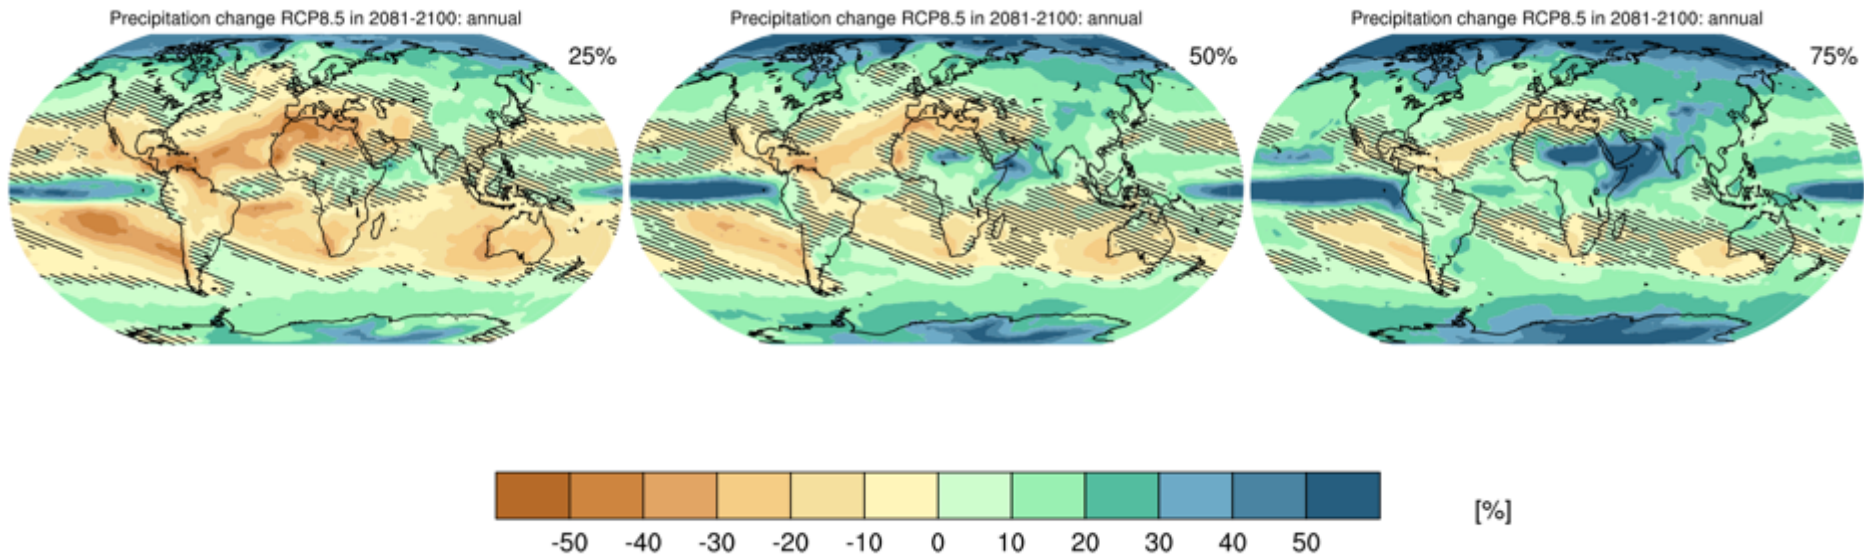 Precipitation change RCP8.5 in 2081-2100: annual
25%
Precipitation change RCP8.5 in 2081-2100: annual
50%
Precipitation change RCP8.5 in 2081-2100: annual
75%
-50 -40 -30 -20 -10 0 10 20 30 40 50
[%]